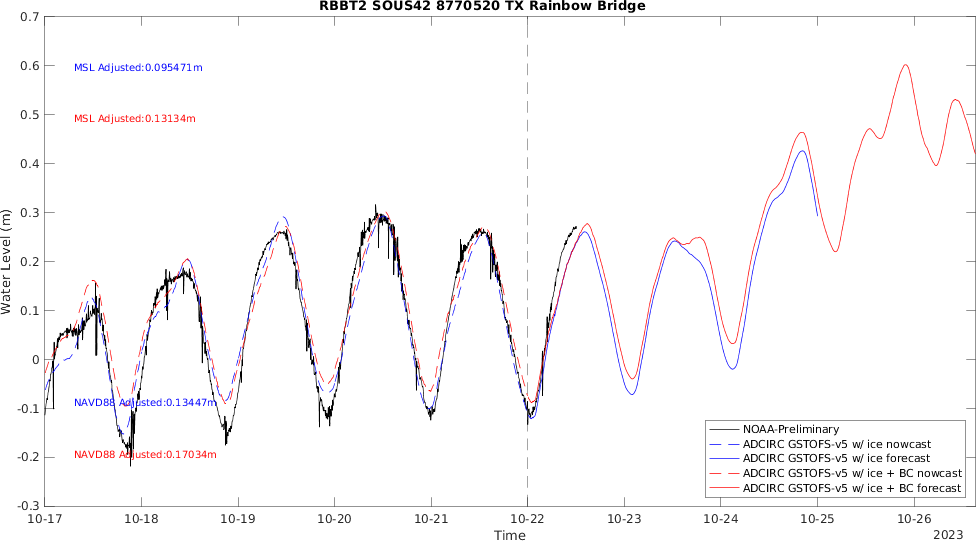 RBBT2 SOUS42 8770520 TX Rainbow Bridge
0.7
0.6
0.5
0.4
0.3
0.2
0.1
0
-0.1
-0.2
-0.3
Water Level (m)
MSL Adjusted:0.095471m
MSL Adjusted:0.13134m
NAVD88 Adjusted:0.13447m
NAVD88 Adjusted:0.17034m
NOAA-Preliminary
ADCIRC GSTOFS-v5 w/ ice nowcast
ADCIRC GSTOFS-v5 w/ ice forecast
ADCIRC GSTOFS-v5 w/ ice + BC nowcast
ADCIRC GSTOFS-v5 w/ ice + BC forecast
10-17 10-18 10-19 10-20 10-21 10-22 10-23 10-24 10-25 10-26
Time
2023